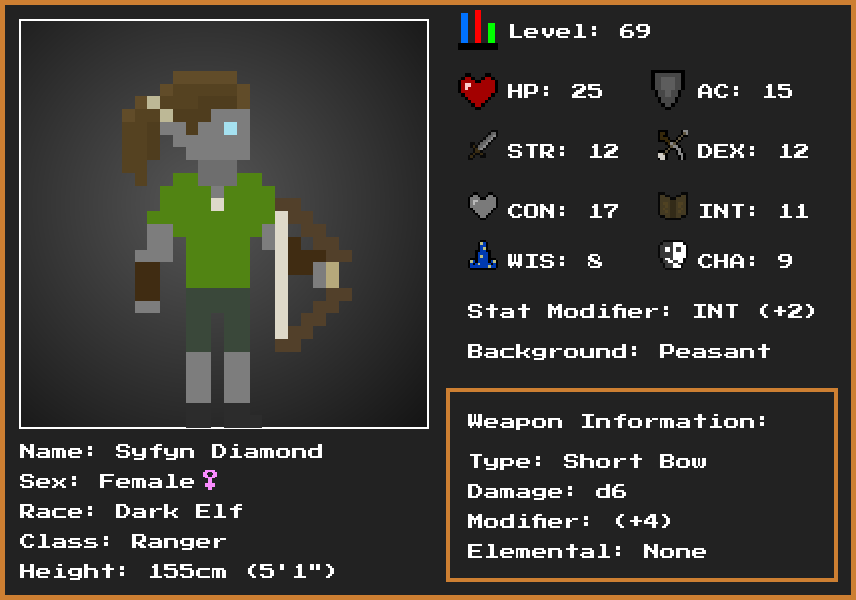 Level: 69
HP: 25 AC: 15
STR: 12 DEX: 12
CON: 17 INT: 11
WIS: 8 CHA: 9
Stat Modifier: INT (+2)
Background: Peasant
Weapon Information:
Type: Short Bow
Damage: d6
Modifier: (+4)
Elemental: None
Name: Syfyn Diamond
Sex: Female♀
Race: Dark Elf
Class: Ranger
Height: 155cm (5'1")